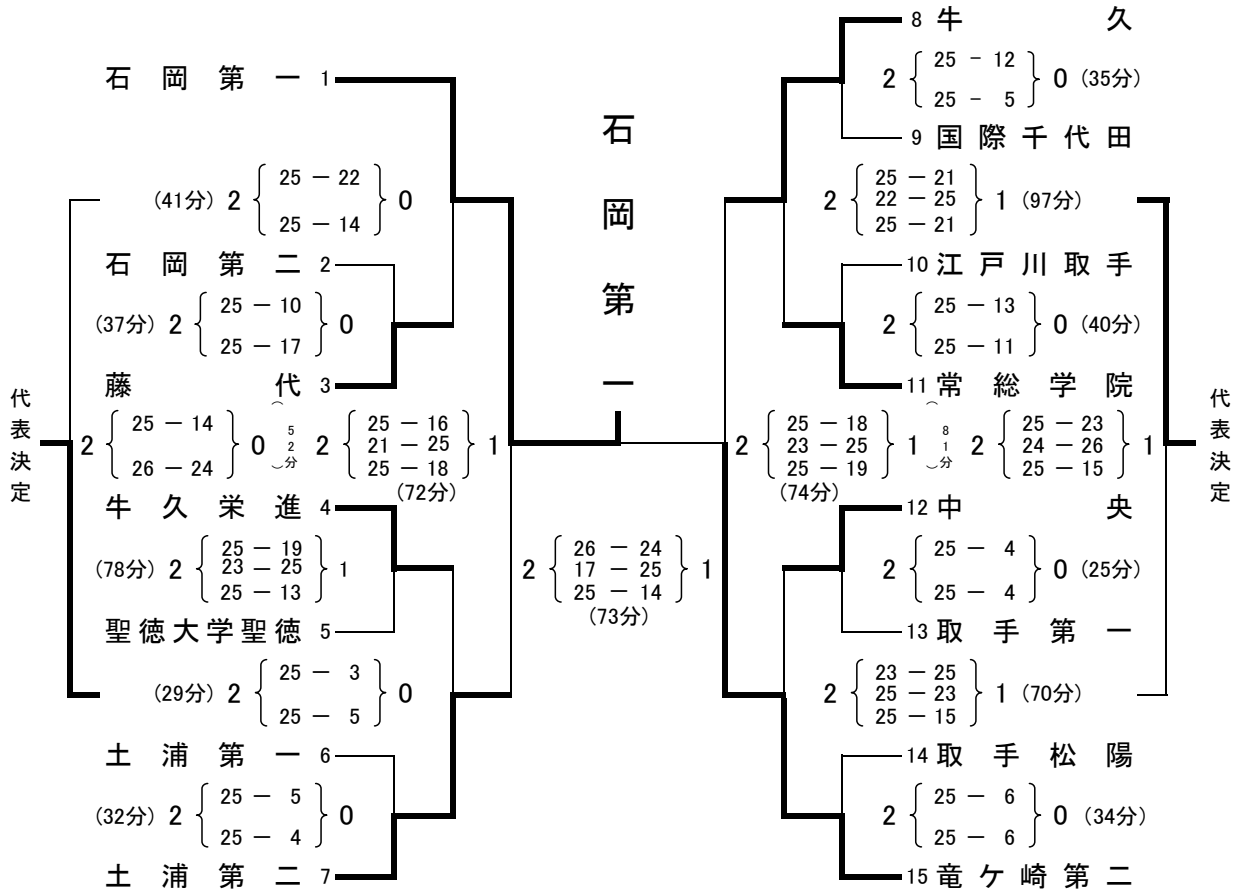 8 牛久
2 25 - 12 0 (35分)
25 - 5
石岡第一 1
石岡第一
9 国際千代田
(41分) 2 25 - 22 0
25 - 14
2 25 - 21 1 (97分)
22 - 25
25 - 21
石岡第二 2
10 江戸川取手
(37分) 2 25 - 10 0
25 - 17
2 25 - 13 0 (40分)
25 - 11
藤代 3
11 常総学院
代表決定
2 25 - 14 0 (52分)
26 - 24
2 25 - 16 1
21 - 25
25 - 18
(72分)
2 25 - 18 1
23 - 25
25 - 19
(74分)
(81分) 2 25 - 23 1
24 - 26
25 - 15
代表決定
牛久栄進 4
12 中央
(78分) 2 25 - 19 1
23 - 25
25 - 13
2 26 - 24 1
17 - 25
25 - 14
(73分)
2 25 - 4 0 (25分)
25 - 4
聖徳大学聖徳 5
13 取手第一
(29分) 2 25 - 3 0
25 - 5
2 23 - 25 1 (70分)
25 - 23
25 - 15
土浦第一 6
14 取手松陽
(32分) 2 25 - 5 0
25 - 4
2 25 - 6 0 (34分)
25 - 6
土浦第二 7
15 竜ケ崎第二